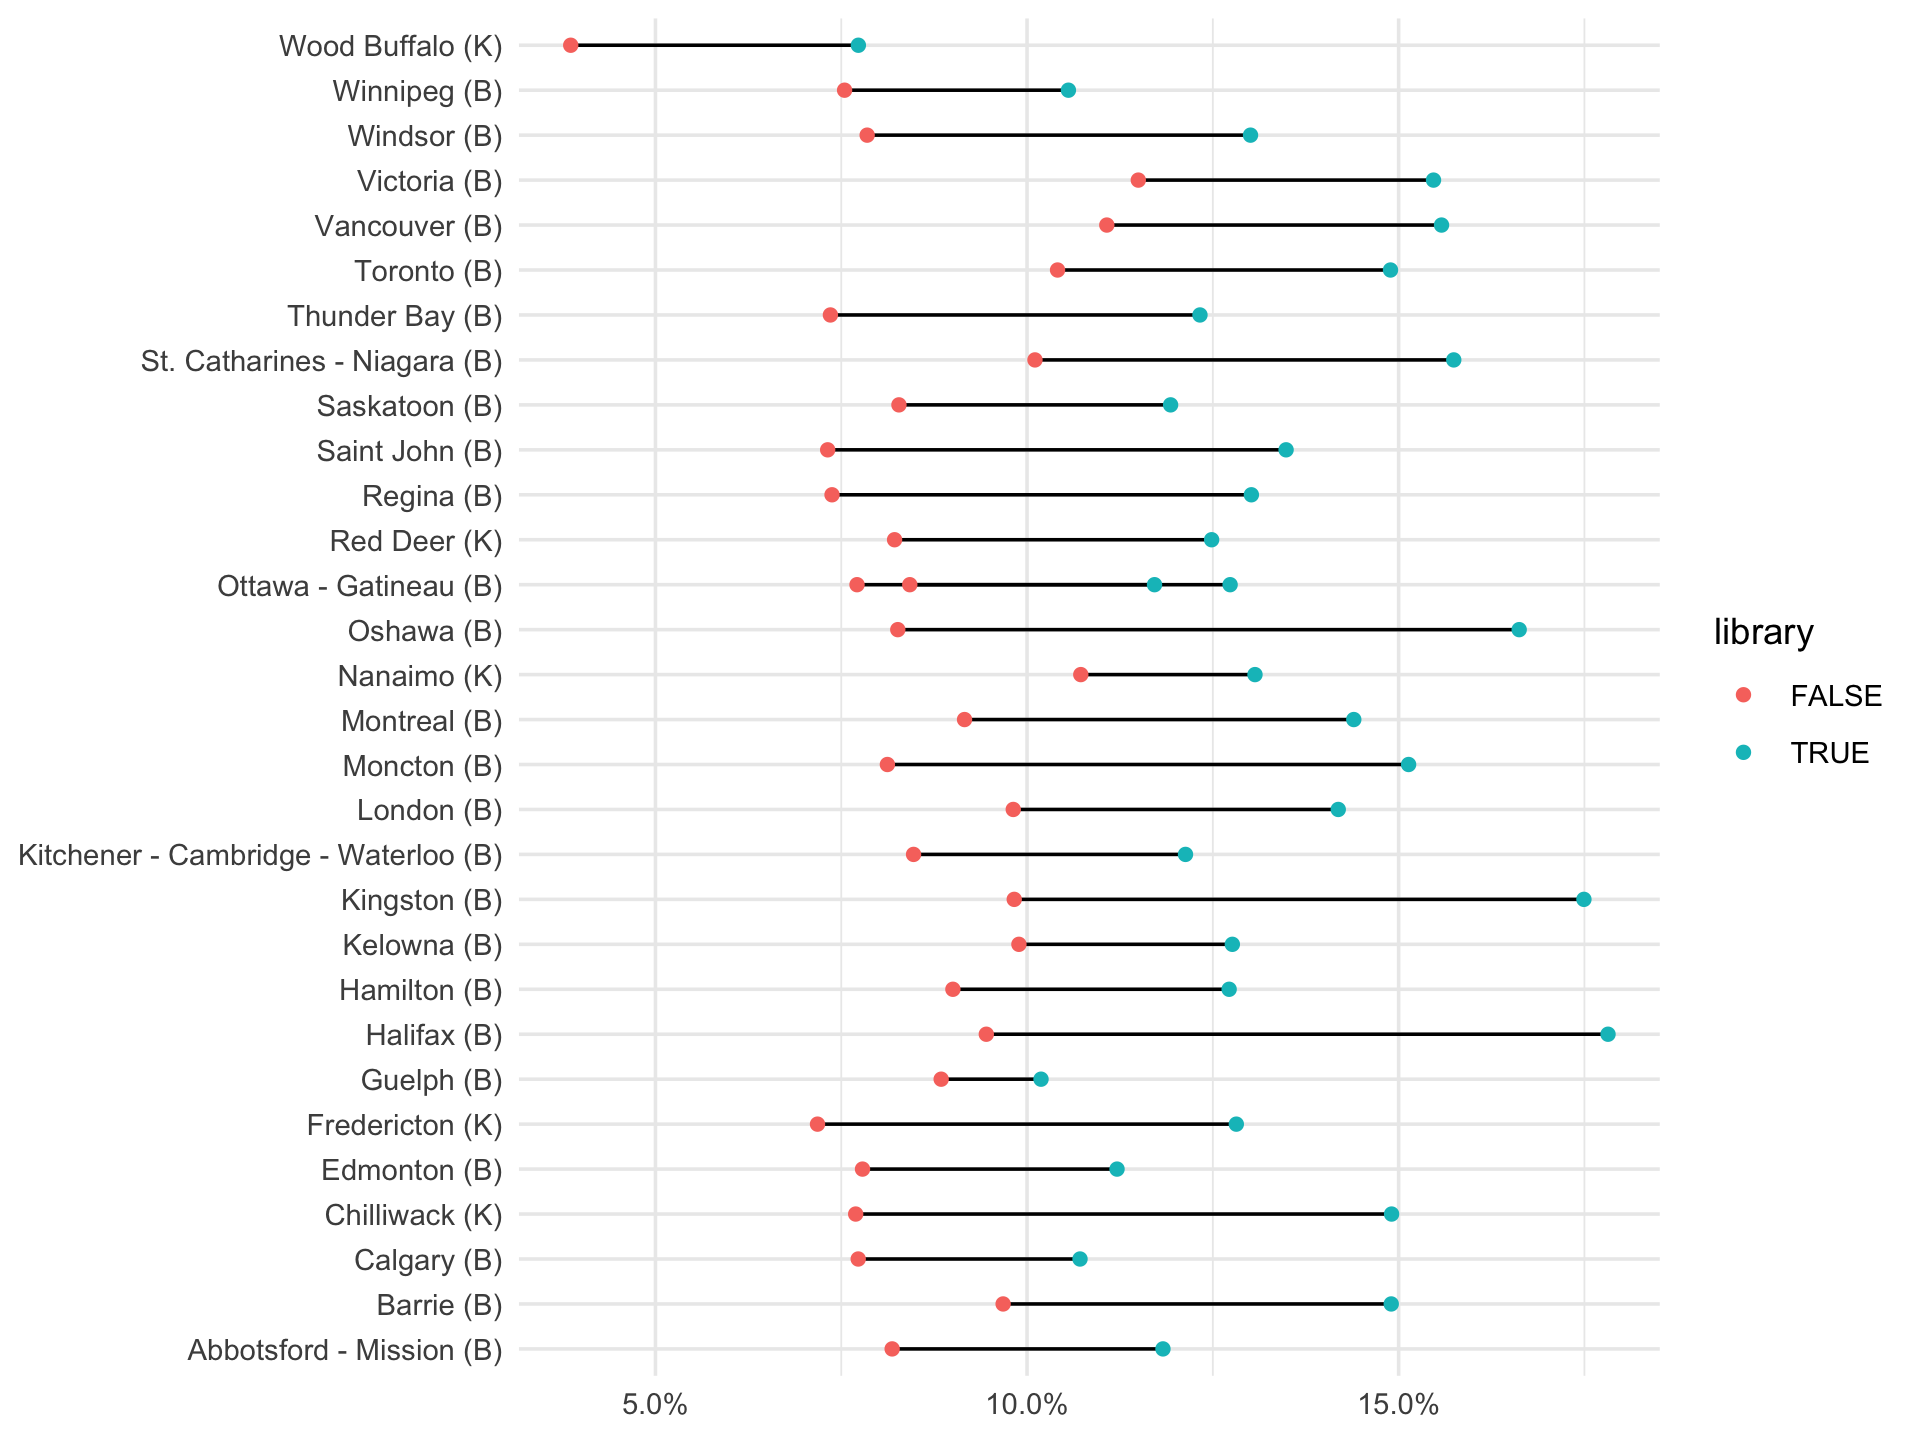 Wood Buffalo (K)
Winnipeg (B)
Windsor (B)
Victoria (B)
Vancouver (B)
Toronto (B)
Thunder Bay (B)
St. Catharines - Niagara (B)
Saskatoon (B)
Saint John (B)
Regina (B)
Red Deer (K)
Ottawa - Gatineau (B)
Oshawa (B)
Nanaimo (K)
Montreal (B)
Moncton (B)
London (B)
Kitchener - Cambridge - Waterloo (B)
Kingston (B)
Kelowna (B)
Hamilton (B)
Halifax (B)
Guelph (B)
Fredericton (K)
Edmonton (B)
Chilliwack (K)
Calgary (B)
Barrie (B)
Abbotsford - Mission (B)
5.0% 10.0% 15.0%
library
FALSE
TRUE